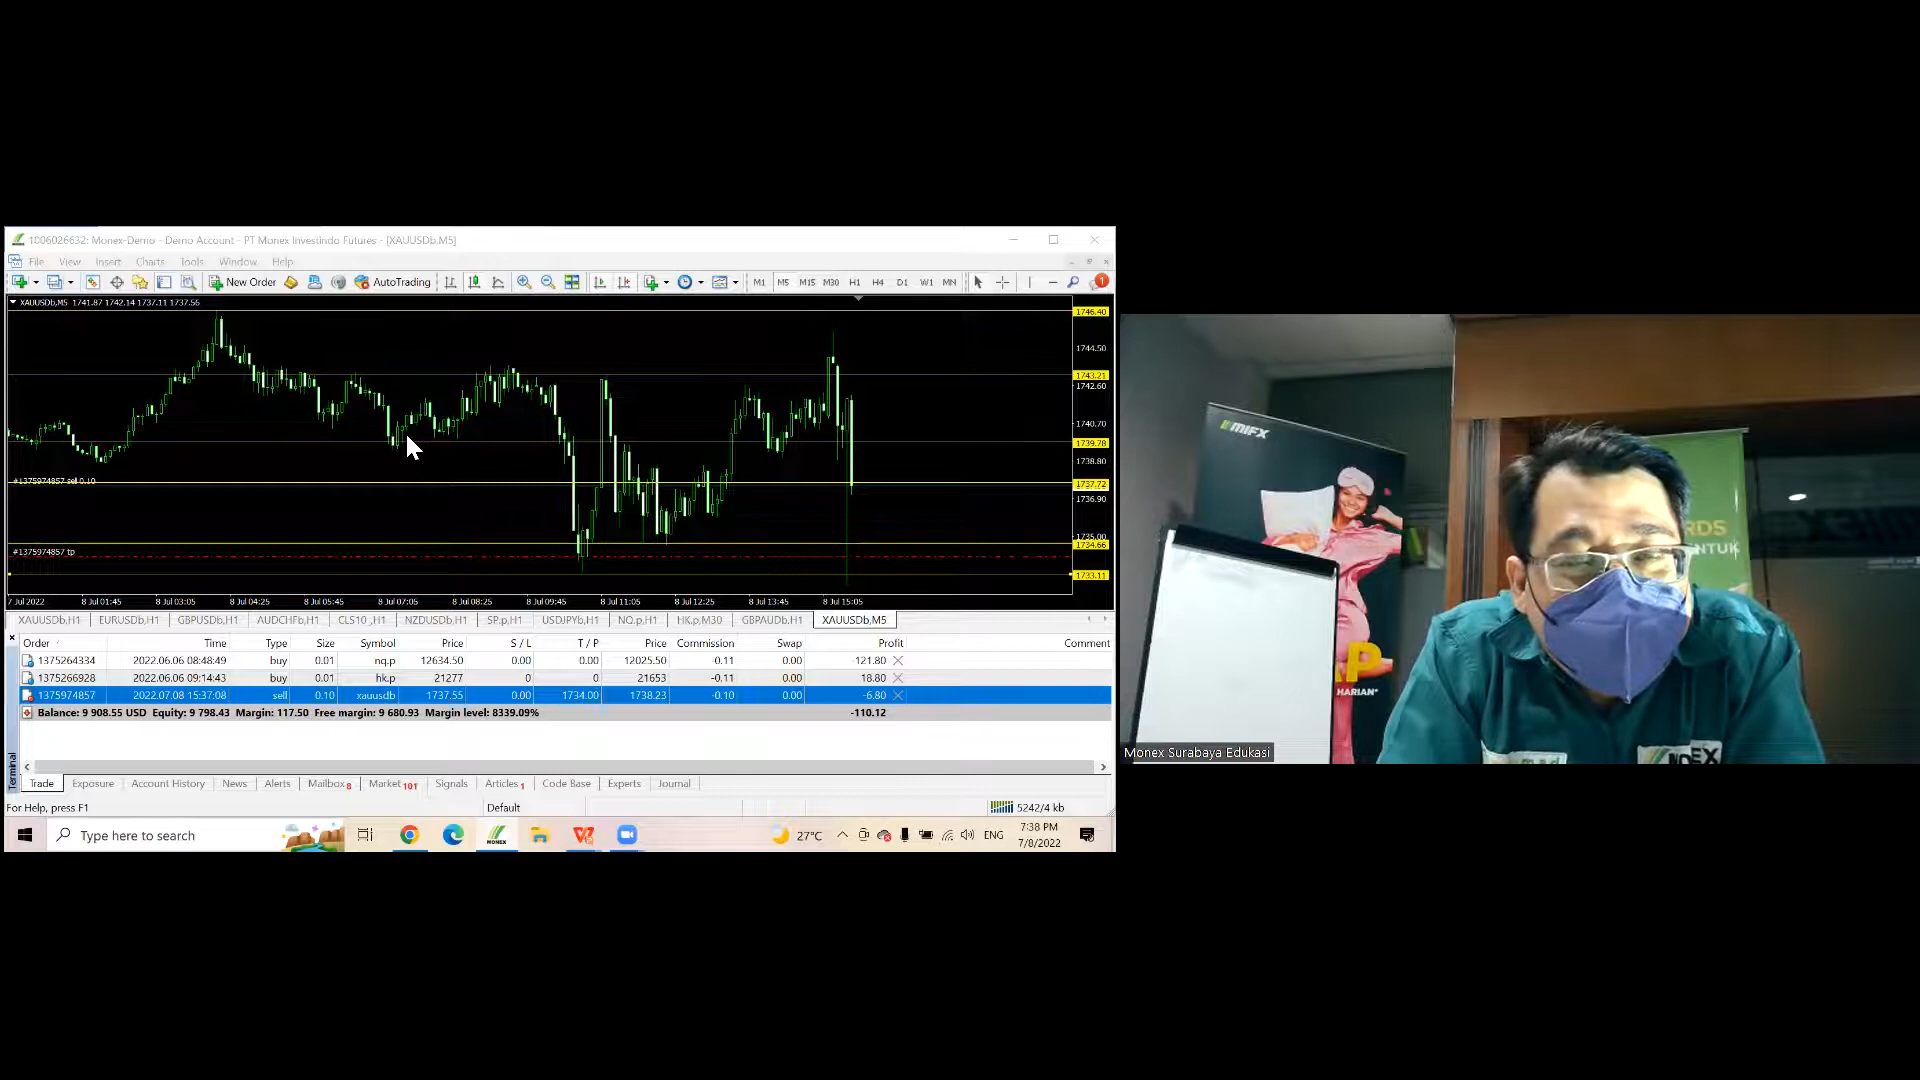 1006026632: Monex-Demo - Demo Account - PT Monex Investindo Futures - [XAUUSDb,M5]
File View Insert Charts Tools Window Help
New Order AutoTrading M1 M5 M15 M30 H1 H4 D1 W1 MN 1
XAUUSDb,M5 1741.87 1742.14 1737.11 1737.56
1746.40
1744.50
1743.21
1742.60
1740.70
1739.78
1738.80
#1375974857 sell 0.10
1737.72
1736.90
1735.00
1734.66
#1375974857 tp
1733.11
7 Jul 2022 8 Jul 01:45 8 Jul 03:05 8 Jul 04:25 8 Jul 05:45 8 Jul 07:05 8 Jul 08:25 8 Jul 09:45 8 Jul 11:05 8 Jul 12:25 8 Jul 13:45 8 Jul 15:05
XAUUSDb,H1 EURUSDb,H1 GBPUSDb,H1 AUDCHFb,H1 CLS10 ,H1 NZDUSDb,H1 SP.p,H1 USDJPYb,H1 NQ.p,H1 HK.p,M30 GBPAUDb,H1 XAUUSDb,M5
Order Time Type Size Symbol Price S / L T / P Price Commission Swap Profit Comment
1375264334 2022.06.06 08:48:49 buy 0.01 nq.p 12634.50 0.00 0.00 12025.50 -0.11 0.00 -121.80
1375266928 2022.06.06 09:14:43 buy 0.01 hk.p 21277 0 0 21653 -0.11 0.00 18.80
1375974857 2022.07.08 15:37:08 sell 0.10 xauusdb 1737.55 0.00 1734.00 1738.23 -0.10 0.00 -6.80
Balance: 9 908.55 USD Equity: 9 798.43 Margin: 117.50 Free margin: 9 680.93 Margin level: 8339.09% -110.12
Terminal
Trade Exposure Account History News Alerts Mailbox 8 Market 101 Signals Articles 1 Code Base Experts Journal
For Help, press F1 Default 5242/4 kb
Type here to search MONEX 27°C ENG 7:38 PM
7/8/2022
MIFX
HARIAN*
Monex Surabaya Edukasi